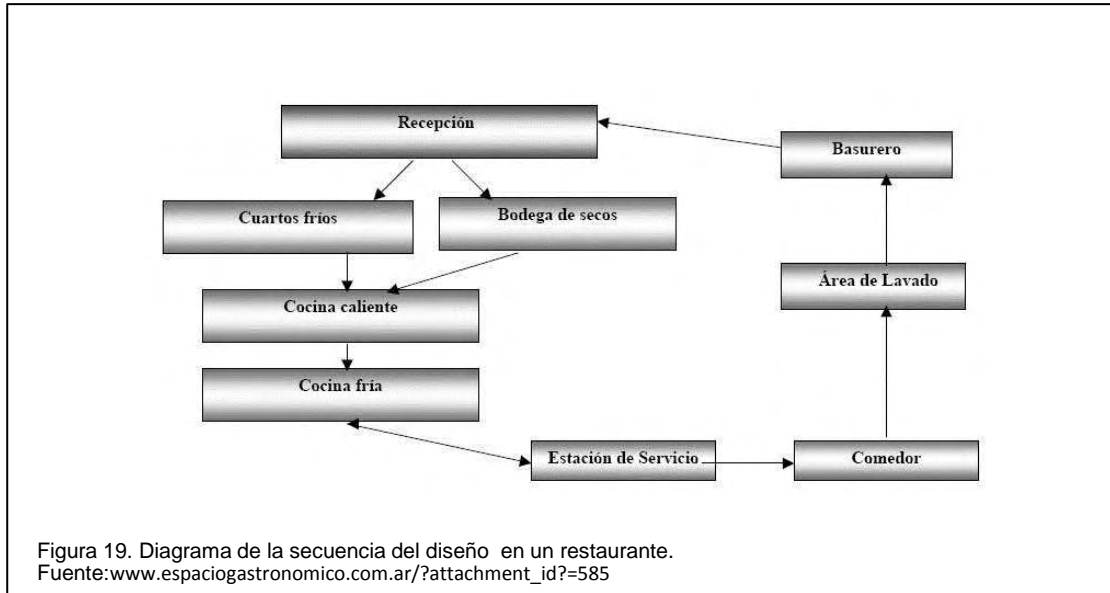 Recepción
Basurero
Cuartos fríos
Bodega de secos
Área de Lavado
Cocina caliente
Cocina fría
Estación de Servicio
Comedor
Figura 19. Diagrama de la secuencia del diseño en un restaurante.
Fuente:www.espaciogastronomico.com.ar/?attachment_id?=585